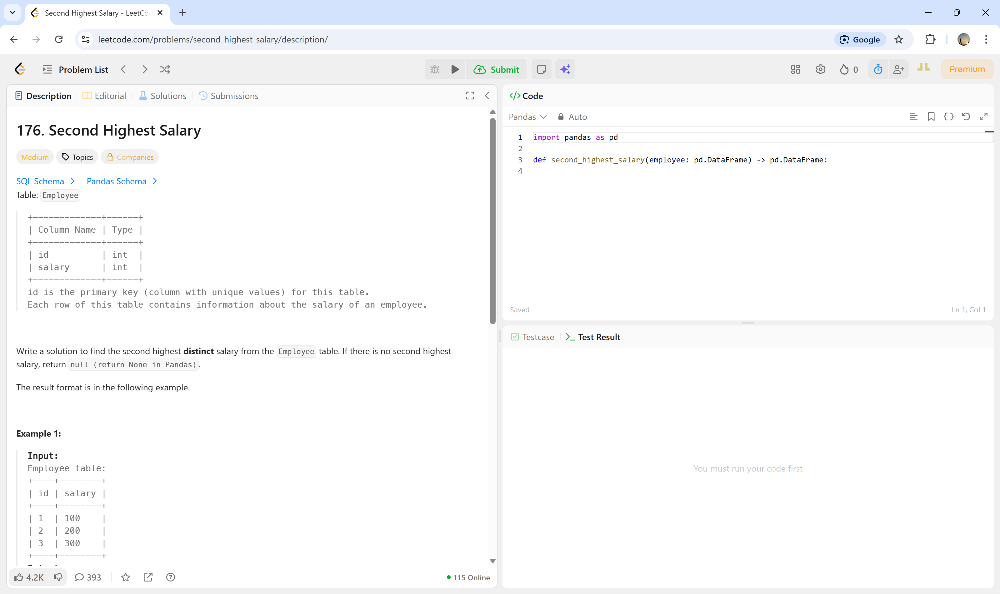 Second Highest Salary - LeetCo
leetcode.com/problems/second-highest-salary/description/
Google
Problem List
Submit
0
Premium
Description
Editorial
Solutions
Submissions
176. Second Highest Salary
Medium
Topics
Companies
SQL Schema
Pandas Schema
Table: Employee
+-------------+------+
| Column Name | Type |
+-------------+------+
| id          | int  |
| salary      | int  |
+-------------+------+
id is the primary key (column with unique values) for this table.
Each row of this table contains information about the salary of an employee.
Write a solution to find the second highest distinct salary from the Employee table. If there is no second highest
salary, return null (return None in Pandas).
The result format is in the following example.
Example 1:
Input:
Employee table:
+----+--------+
| id | salary |
+----+--------+
| 1  | 100    |
| 2  | 200    |
| 3  | 300    |
+----+--------+
4.2K
393
115 Online
</> Code
Pandas
Auto
1 import pandas as pd
2
3 def second_highest_salary(employee: pd.DataFrame) -> pd.DataFrame:
4
Saved
Ln 1, Col 1
Testcase
Test Result
You must run your code first